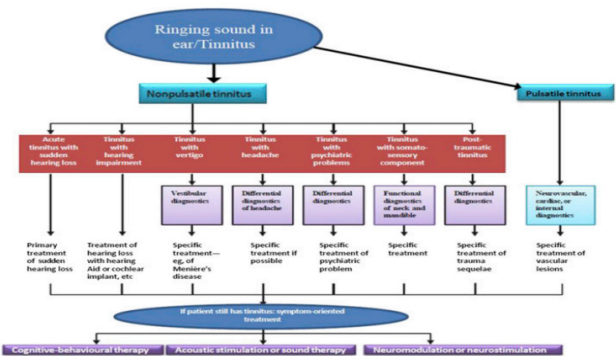 Ringing sound in
ear/Tinnitus
Nonpulsatile tinnitus
Pulsatile tinnitus
Acute
tinnitus with
sudden
hearing loss
Tinnitus
with
hearing
impairment
Tinnitus
with
vertigo
Tinnitus
with
headache
Tinnitus
with
psychiatric
problems
Tinnitus
with somato-
sensory
component
Post-
traumatic
tinnitus
Vestibular
diagnostics
Differential
diagnostics
of headache
Differential
diagnostics
Functional
diagnostics
of neck and
mandible
Differential
diagnostics
Neurovascular,
cardiac, or
internal
diagnostics
Primary
treatment
of sudden
hearing loss
Treatment of
hearing loss
with hearing
Aid or cochlear
implant, etc
Specific
treatment—
eg, of
Menière's
disease
Specific
treatment if
possible
Specific
treatment of
psychiatric
problem
Specific
treatment
Specific
treatment of
trauma
sequelae
Specific
treatment of
vascular
lesions
If patient still has tinnitus: symptom-oriented
treatment
Cognitive-behavioural therapy
Acoustic stimulation or sound therapy
Neuromodulation or neurostimulation